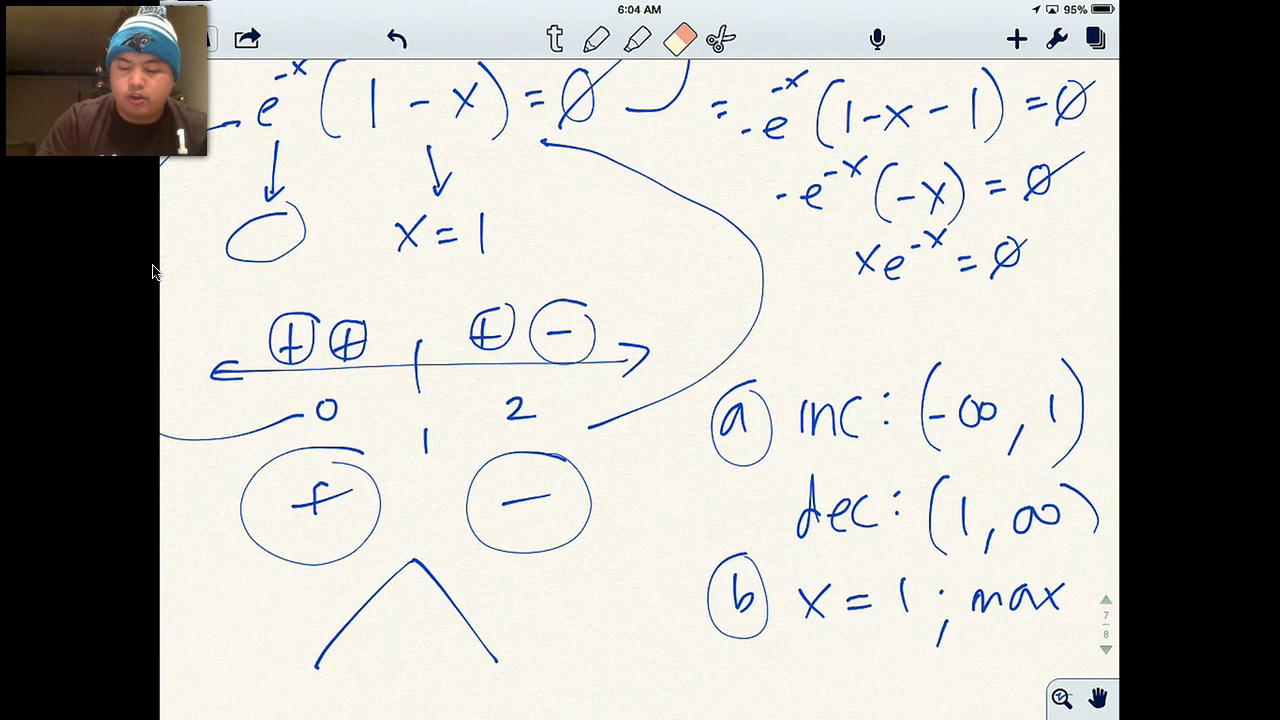 6:04 AM
95%
e^-x (1 - x) = 0
x = 1
+ + + -
0 1 2
+ -
= -e^-x (1-x-1) = 0
-e^-x (-x) = 0
xe^-x = 0
a inc: (-∞, 1)
dec: (1, ∞)
b x = 1 ; max
7
8
1